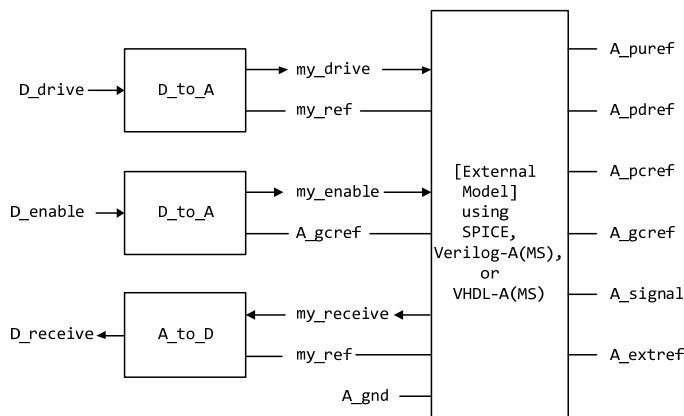 D_drive
D_to_A
my_drive
my_ref
D_enable
D_to_A
my_enable
A_gcref
D_receive
A_to_D
my_receive
my_ref
A_gnd
[External
Model]
using
SPICE,
Verilog-A(MS),
or
VHDL-A(MS)
A_puref
A_pdref
A_pcref
A_gcref
A_signal
A_extref